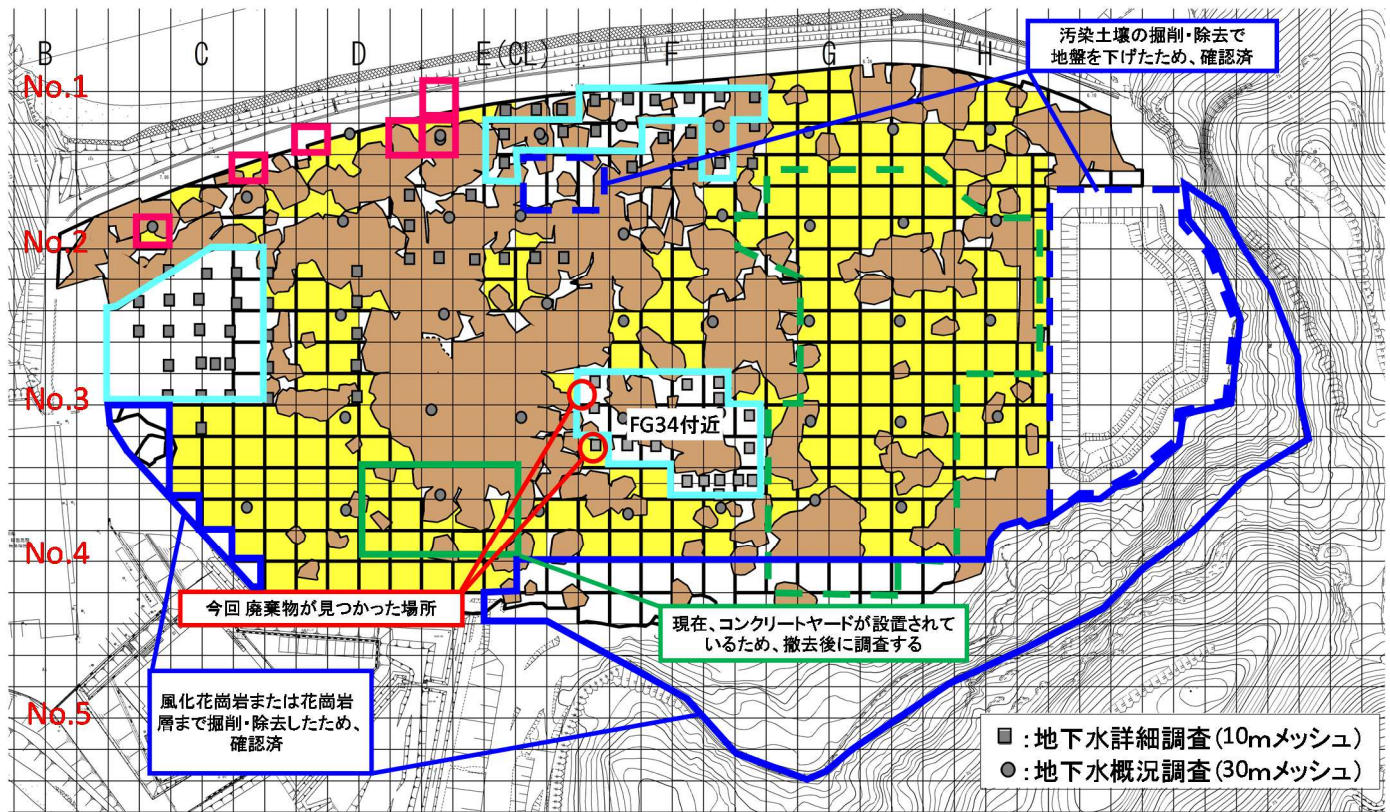 B
C
D
E(CL)
F
G
H
汚染土壌の掘削・除去で
地盤を下げたため、確認済
No.1
No.2
No.3
FG34付近
No.4
今回 廃棄物が見つかった場所
現在、コンクリートヤードが設置されて
いるため、撤去後に調査する
風化花崗岩または花崗岩
層まで掘削・除去したため、
確認済
No.5
:地下水詳細調査(10mメッシュ)
:地下水概況調査(30mメッシュ)